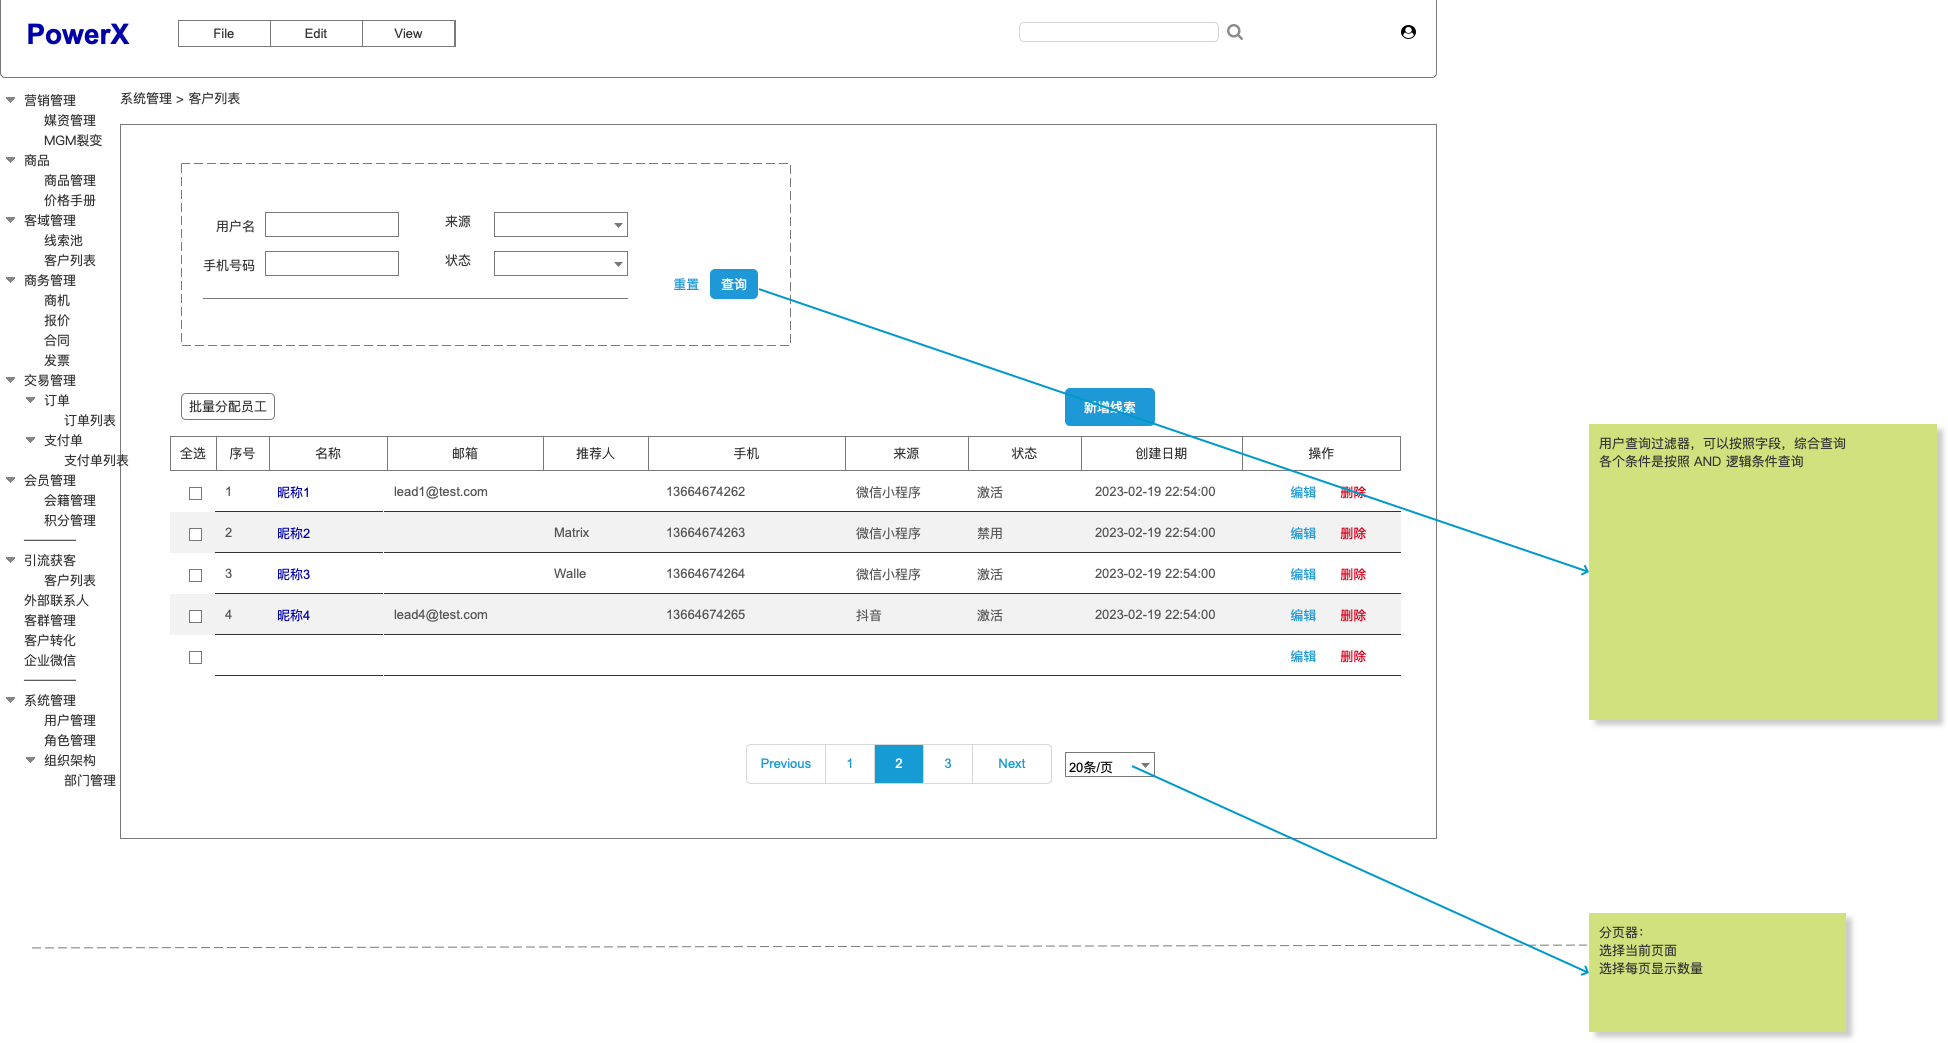 PowerX
File Edit View
营销管理
媒资管理
MGM裂变
商品
商品管理
价格手册
客域管理
线索池
客户列表
商务管理
商机
报价
合同
发票
交易管理
订单
订单列表
支付单
支付单列表
会员管理
会籍管理
积分管理
引流获客
客户列表
外部联系人
客群管理
客户转化
企业微信
系统管理
用户管理
角色管理
组织架构
部门管理
系统管理 > 客户列表
用户名 来源
手机号码 状态
重置 查询
批量分配员工 新增线索
全选 序号 名称 邮箱 推荐人 手机 来源 状态 创建日期 操作
1 昵称1 lead1@test.com 13664674262 微信小程序 激活 2023-02-19 22:54:00 编辑 删除
2 昵称2 Matrix 13664674263 微信小程序 禁用 2023-02-19 22:54:00 编辑 删除
3 昵称3 Walle 13664674264 微信小程序 激活 2023-02-19 22:54:00 编辑 删除
4 昵称4 lead4@test.com 13664674265 抖音 激活 2023-02-19 22:54:00 编辑 删除
编辑 删除
Previous 1 2 3 Next 20条/页
用户查询过滤器，可以按照字段，综合查询
各个条件是按照 AND 逻辑条件查询
分页器：
选择当前页面
选择每页显示数量